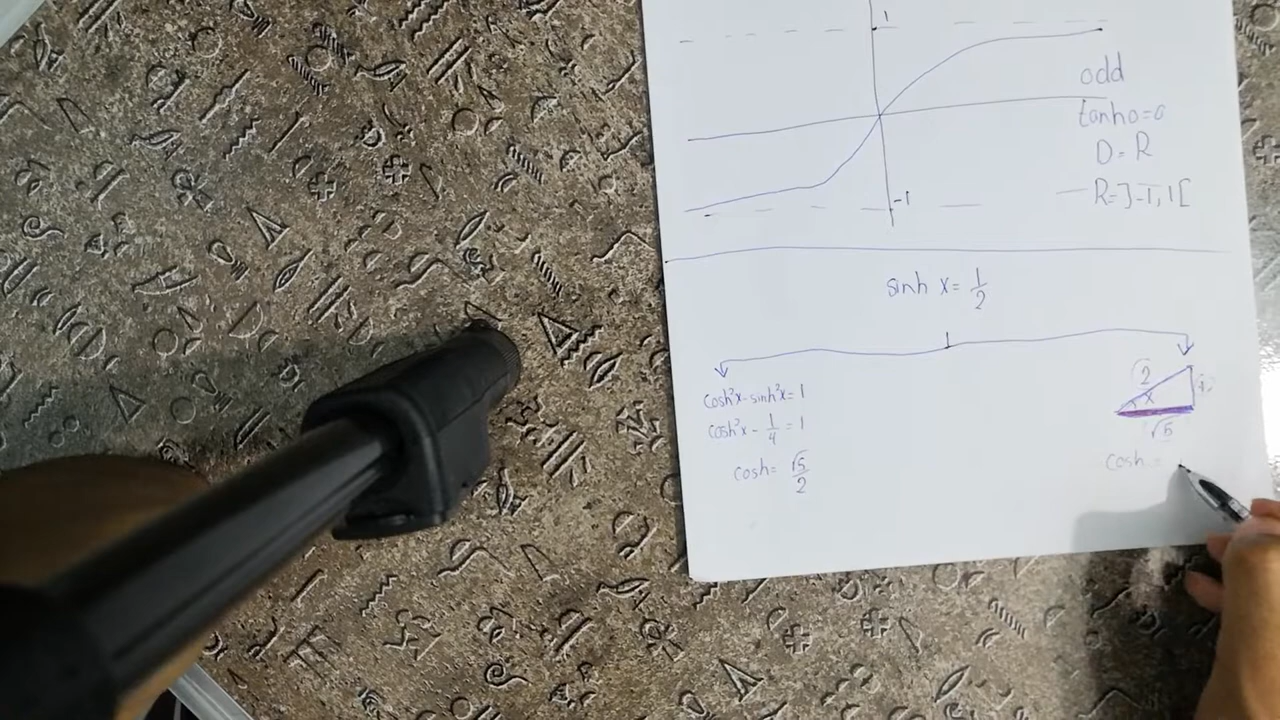 1
odd
tanh0=0
D=R
R=]-1,1[
-1
sinh x= 1/2
cosh²x-sinh²x=1
cosh²x - 1/4 = 1
cosh= √5/2
2
x
√5
cosh =